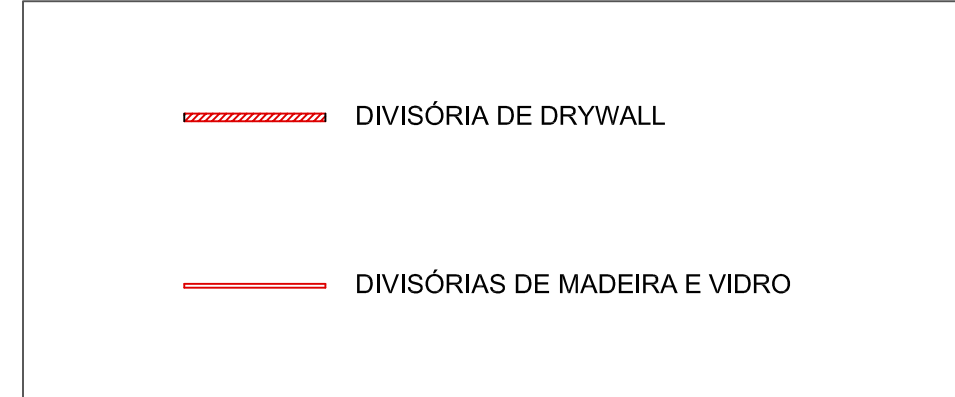 DIVISÓRIA DE DRYWALL
DIVISÓRIAS DE MADEIRA E VIDRO